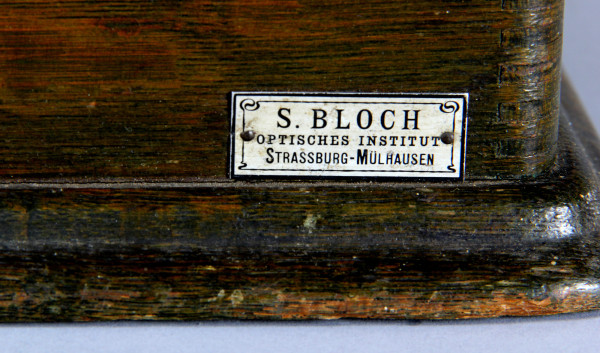 S. BLOCH
OPTISCHES INSTITUT
STRASSBURG-MÜLHAUSEN